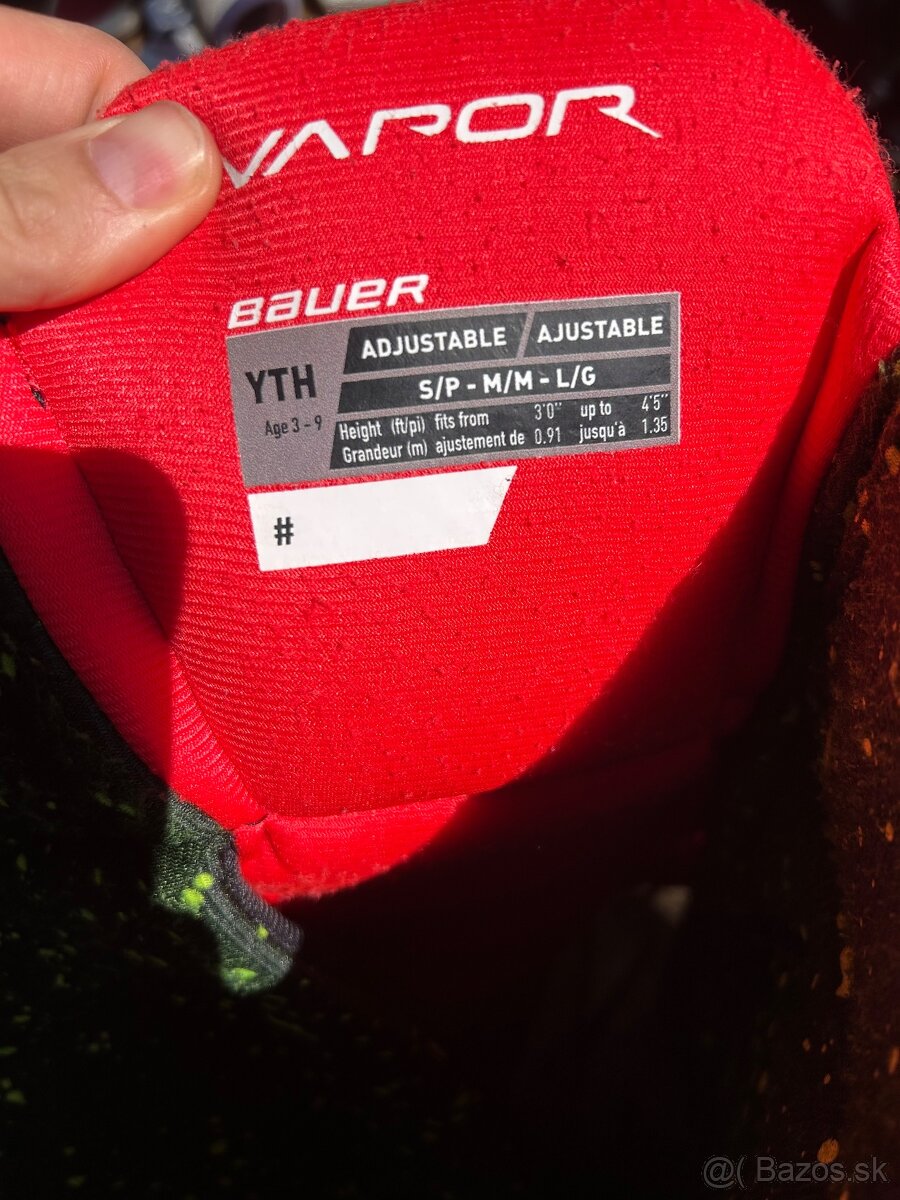 VAPOR
BAUER
YTH
Age 3 - 9
ADJUSTABLE / AJUSTABLE
S/P - M/M - L/G
Height (ft/pi) fits from 3'0" up to 4'5"
Grandeur (m) ajustement de 0.91 jusqu'à 1.35
#
@( Bazos.sk